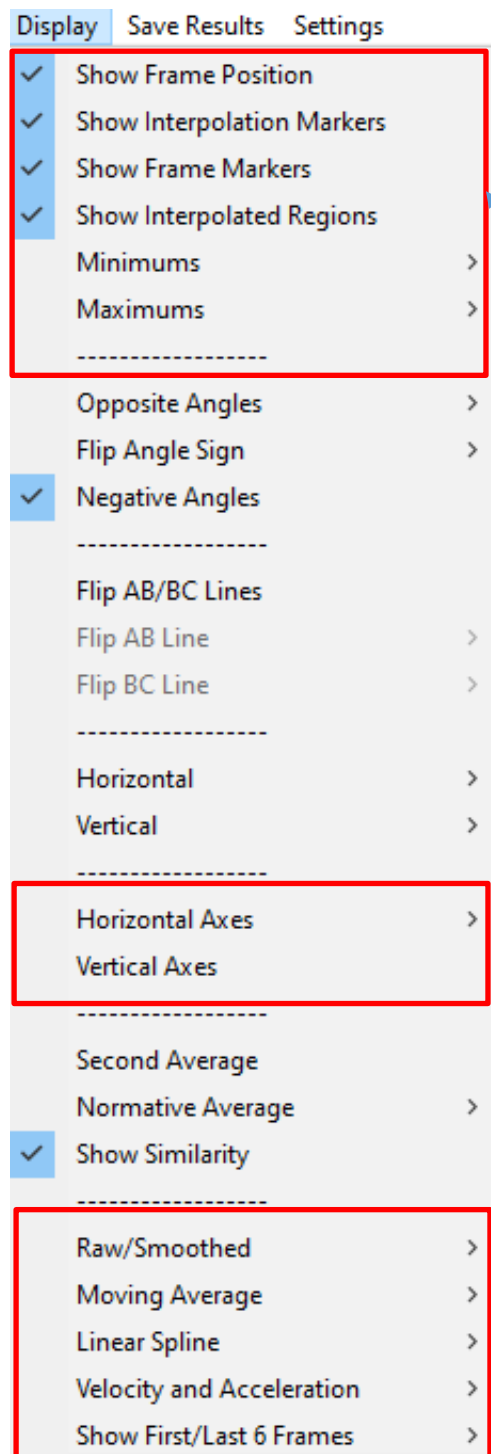 Display Save Results Settings
Show Frame Position
Show Interpolation Markers
Show Frame Markers
Show Interpolated Regions
Minimums
Maximums
------------------
Opposite Angles
Flip Angle Sign
Negative Angles
------------------
Flip AB/BC Lines
Flip AB Line
Flip BC Line
------------------
Horizontal
Vertical
------------------
Horizontal Axes
Vertical Axes
------------------
Second Average
Normative Average
Show Similarity
------------------
Raw/Smoothed
Moving Average
Linear Spline
Velocity and Acceleration
Show First/Last 6 Frames